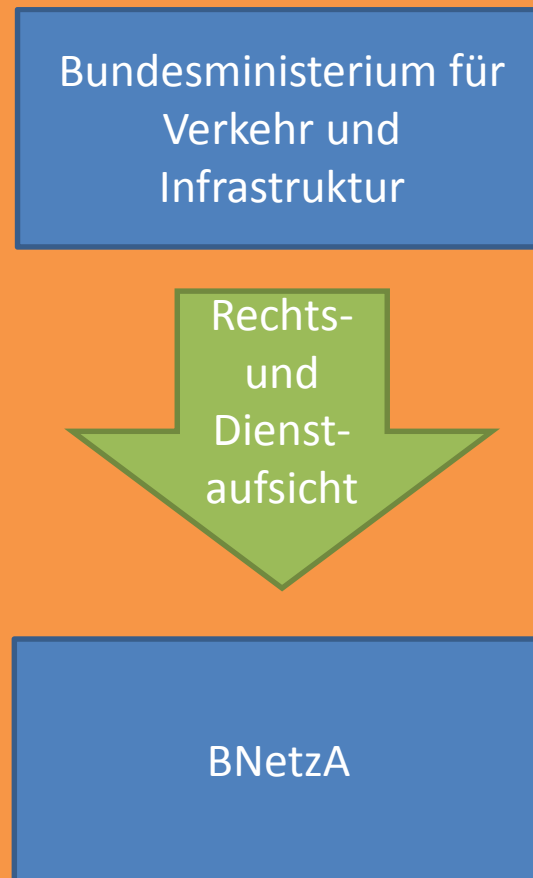 Bundesministerium für
Verkehr und
Infrastruktur
Rechts-
und
Dienst-
aufsicht
BNetzA